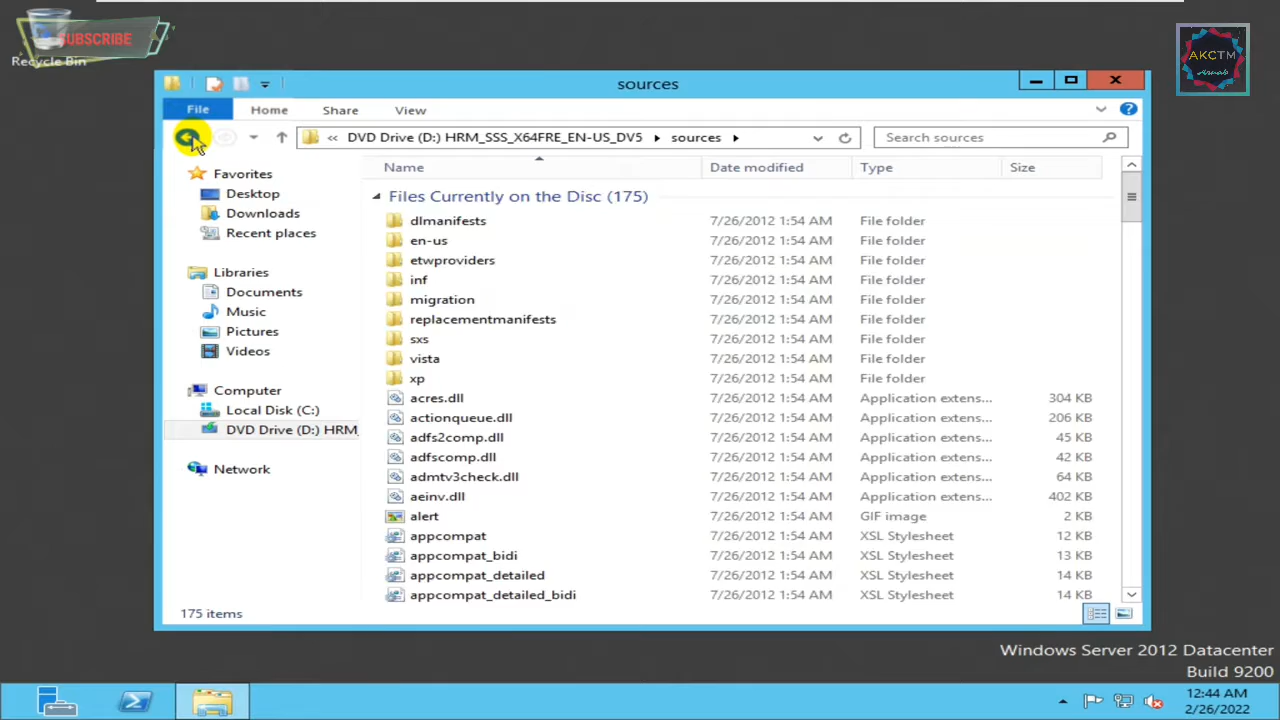 SUBSCRIBE
Recycle Bin
AKCTM
Arnab
sources
File Home Share View
« DVD Drive (D:) HRM_SSS_X64FRE_EN-US_DV5 sources Search sources
Favorites
Desktop
Downloads
Recent places
Libraries
Documents
Music
Pictures
Videos
Computer
Local Disk (C:)
DVD Drive (D:) HRM_
Network
Name Date modified Type Size
Files Currently on the Disc (175)
dlmanifests 7/26/2012 1:54 AM File folder
en-us 7/26/2012 1:54 AM File folder
etwproviders 7/26/2012 1:54 AM File folder
inf 7/26/2012 1:54 AM File folder
migration 7/26/2012 1:54 AM File folder
replacementmanifests 7/26/2012 1:54 AM File folder
sxs 7/26/2012 1:54 AM File folder
vista 7/26/2012 1:54 AM File folder
xp 7/26/2012 1:54 AM File folder
acres.dll 7/26/2012 1:54 AM Application extens... 304 KB
actionqueue.dll 7/26/2012 1:54 AM Application extens... 206 KB
adfs2comp.dll 7/26/2012 1:54 AM Application extens... 45 KB
adfscomp.dll 7/26/2012 1:54 AM Application extens... 42 KB
admtv3check.dll 7/26/2012 1:54 AM Application extens... 64 KB
aeinv.dll 7/26/2012 1:54 AM Application extens... 402 KB
alert 7/26/2012 1:54 AM GIF image 2 KB
appcompat 7/26/2012 1:54 AM XSL Stylesheet 12 KB
appcompat_bidi 7/26/2012 1:54 AM XSL Stylesheet 13 KB
appcompat_detailed 7/26/2012 1:54 AM XSL Stylesheet 14 KB
appcompat_detailed_bidi 7/26/2012 1:54 AM XSL Stylesheet 14 KB
175 items
Windows Server 2012 Datacenter
Build 9200
12:44 AM
2/26/2022